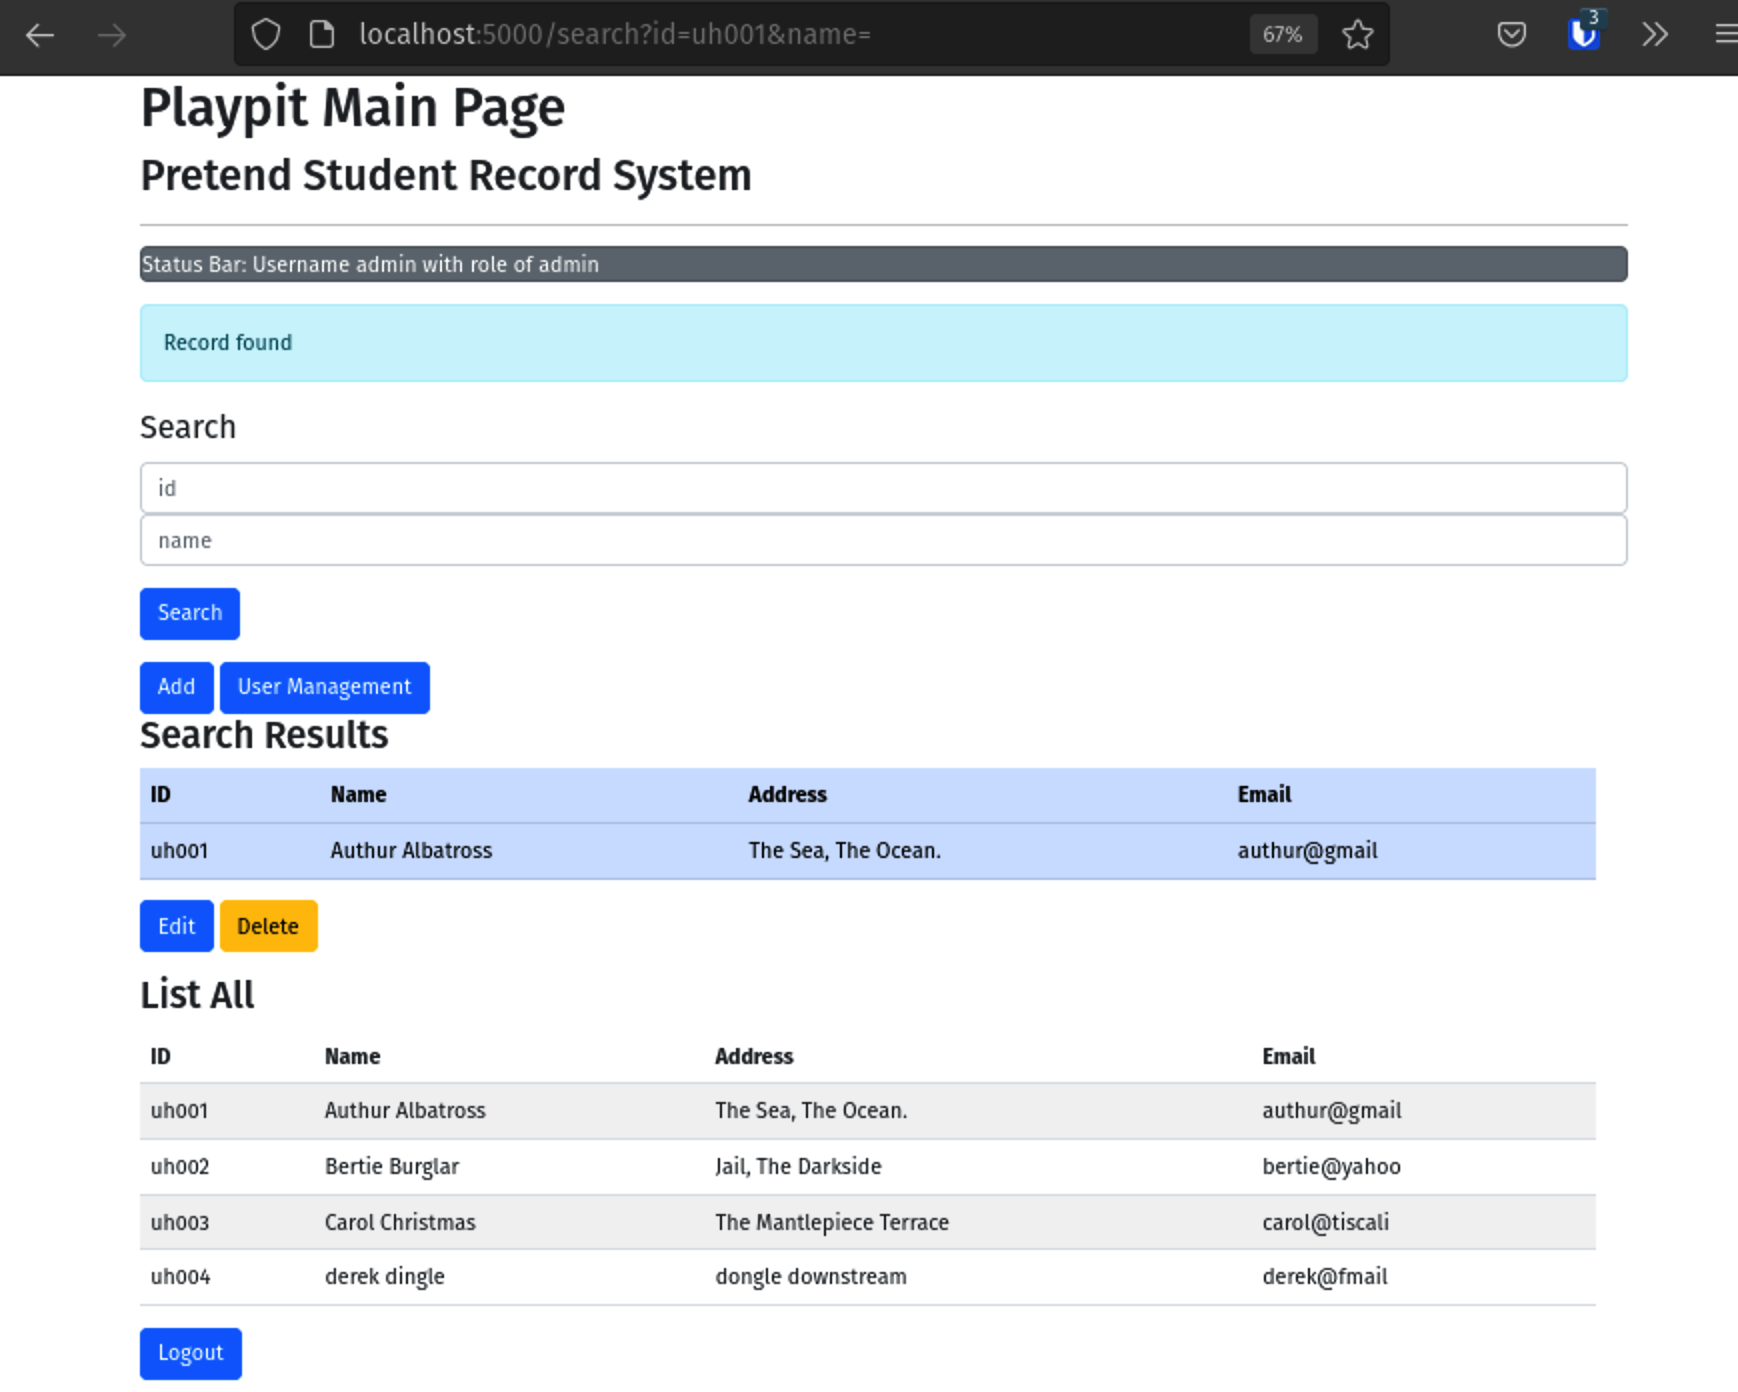 localhost:5000/search?id=uh001&name=
67%
3
Playpit Main Page
Pretend Student Record System
Status Bar: Username admin with role of admin
Record found
Search
id
name
Search
Add User Management
Search Results
ID Name Address Email
uh001 Authur Albatross The Sea, The Ocean. authur@gmail
Edit Delete
List All
ID Name Address Email
uh001 Authur Albatross The Sea, The Ocean. authur@gmail
uh002 Bertie Burglar Jail, The Darkside bertie@yahoo
uh003 Carol Christmas The Mantlepiece Terrace carol@tiscali
uh004 derek dingle dongle downstream derek@fmail
Logout